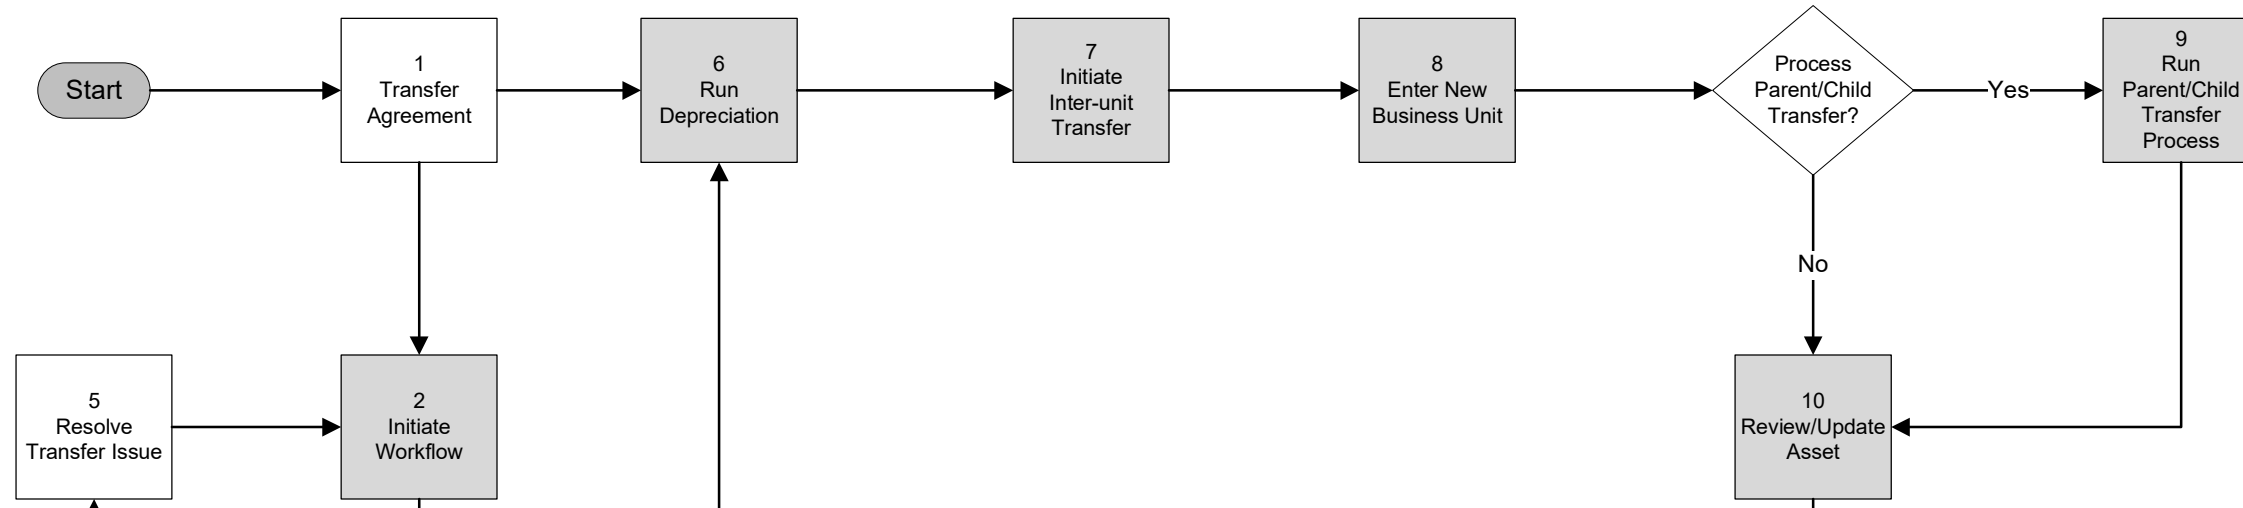 Start
1
Transfer
Agreement
6
Run
Depreciation
7
Initiate
Inter-unit
Transfer
8
Enter New
Business Unit
Process
Parent/Child
Transfer?
Yes
9
Run
Parent/Child
Transfer
Process
No
5
Resolve
Transfer Issue
2
Initiate
Workflow
10
Review/Update
Asset